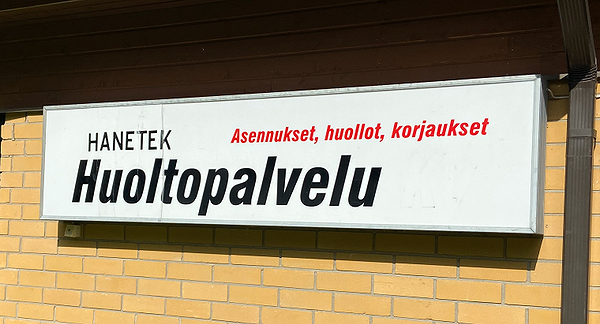 HANETEK
Asennukset, huollot, korjaukset
Huoltopalvelu